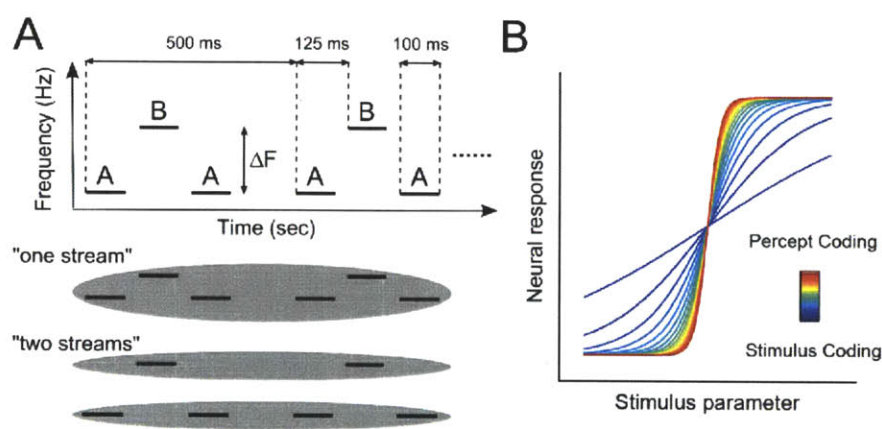 A
500 ms
125 ms
100 ms
Frequency (Hz)
B
B
ΔF
A
A
A
A
Time (sec)
"one stream"
"two streams"
B
Neural response
Percept Coding
Stimulus Coding
Stimulus parameter